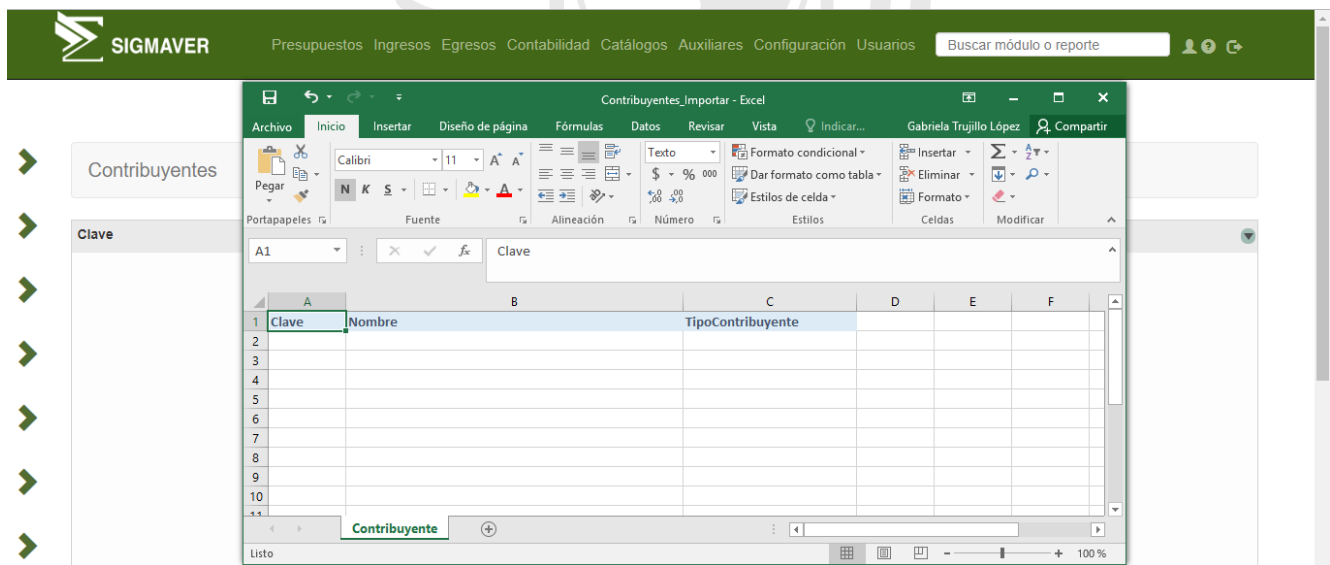 SIGMAVER
Presupuestos Ingresos Egresos Contabilidad Catálogos Auxiliares Configuración Usuarios Buscar módulo o reporte
Contribuyentes_Importar - Excel
Archivo Inicio Insertar Diseño de página Fórmulas Datos Revisar Vista Indicar... Gabriela Trujillo López Compartir
Contribuyentes
Clave
Pegar
Calibri 11 A A
N K S A
Texto
$ % 000
Formato condicional
Dar formato como tabla
Estilos de celda
Insertar
Eliminar
Formato
Portapapeles Fuente Alineación Número Estilos Celdas Modificar
A1 fx Clave
A B C D E F
1 Clave Nombre TipoContribuyente
2
3
4
5
6
7
8
9
10
11
Contribuyente
Listo 100 %